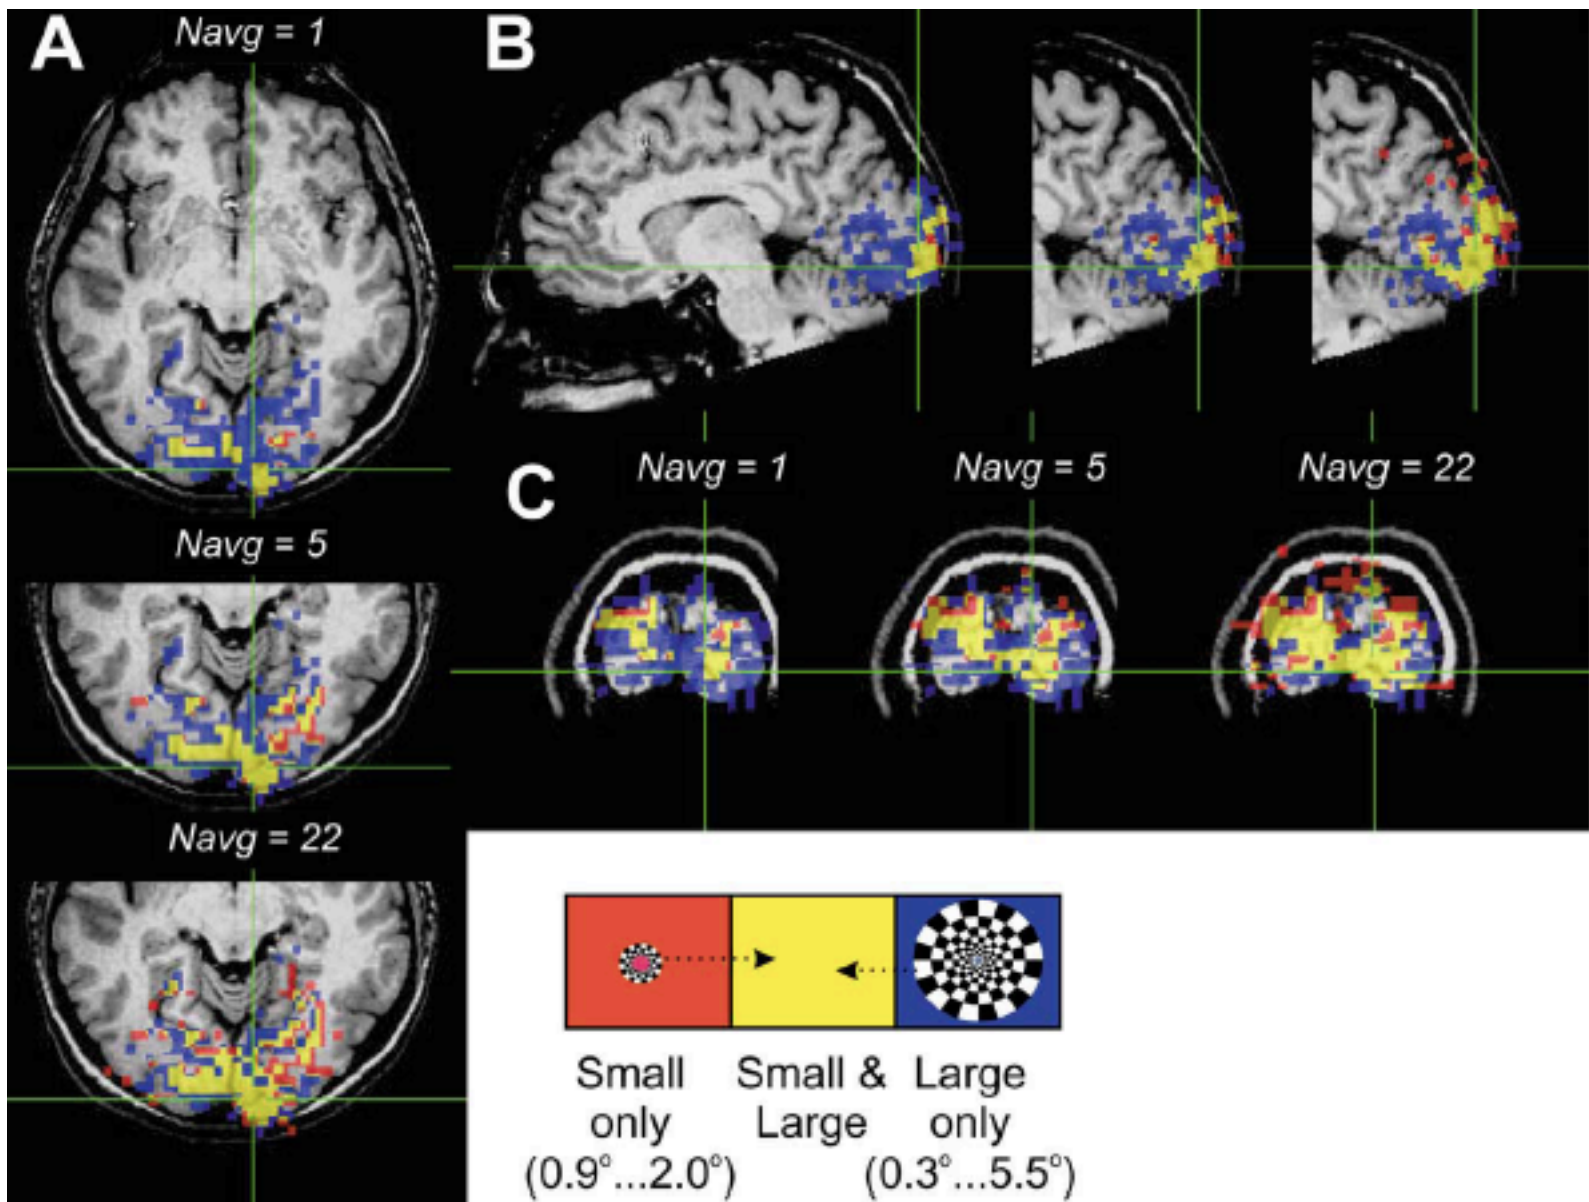 A
Navg = 1
B
C
Navg = 1
Navg = 5
Navg = 22
Navg = 5
Navg = 22
Small only (0.9°...2.0°)
Small & Large
Large only (0.3°...5.5°)